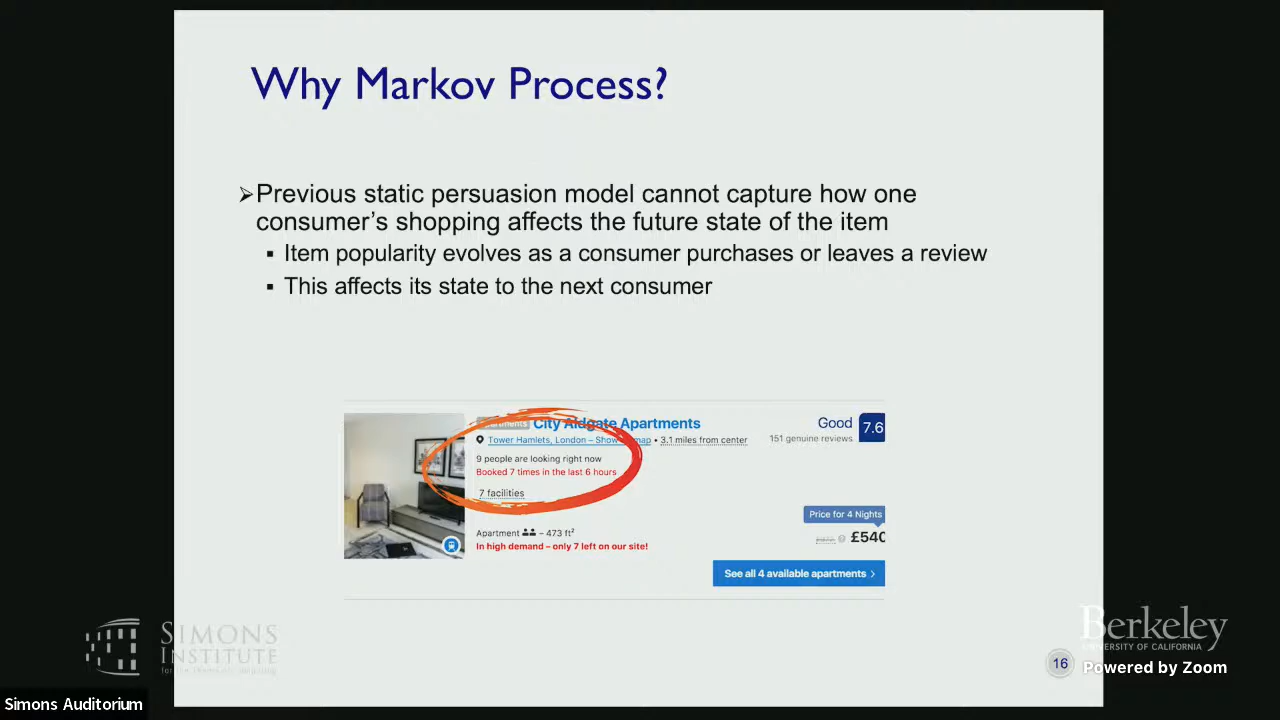 Why Markov Process?
Previous static persuasion model cannot capture how one
consumer's shopping affects the future state of the item
Item popularity evolves as a consumer purchases or leaves a review
This affects its state to the next consumer
City Aldgate Apartments
Good 7.6
Tower Hamlets, London – Show map • 3.1 miles from center
151 genuine reviews
9 people are looking right now
Booked 7 times in the last 6 hours
7 facilities
Price for 4 Nights
Apartment – 473 ft²
£540
In high demand – only 7 left on our site!
See all 4 available apartments
SIMONS
INSTITUTE
Berkeley
UNIVERSITY OF CALIFORNIA
16
Powered by Zoom
Simons Auditorium